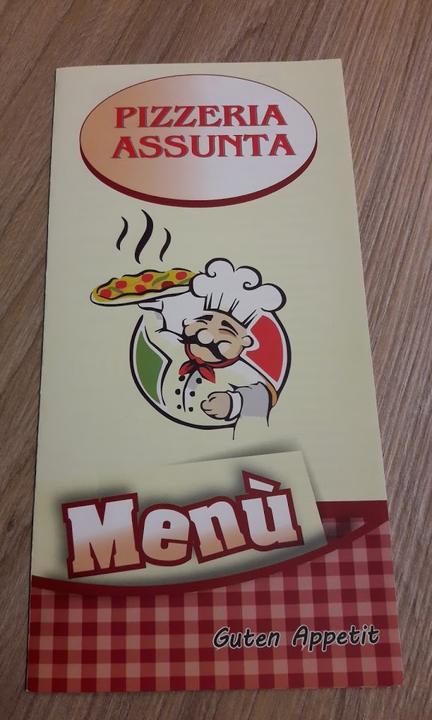 PIZZERIA
ASSUNTA
Menù
Guten Appetit